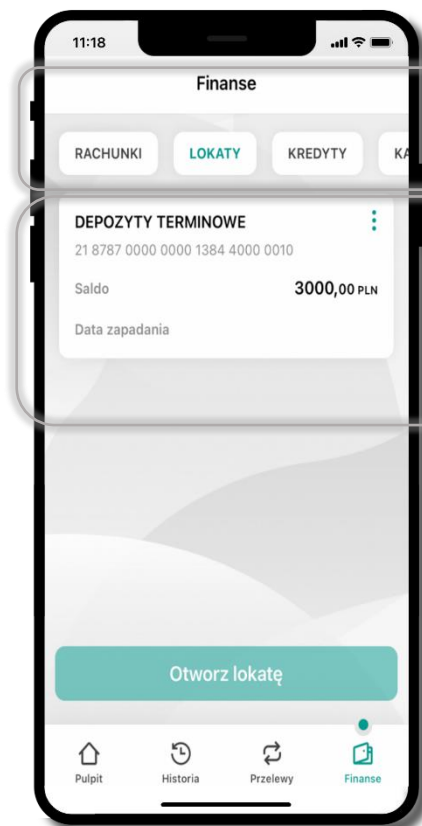 11:18
Finanse
RACHUNKI LOKATY KREDYTY KA
DEPOZYTY TERMINOWE
21 8787 0000 0000 1384 4000 0010
Saldo 3000,00 PLN
Data zapadania
Otworz lokatę
Pulpit Historia Przelewy Finanse